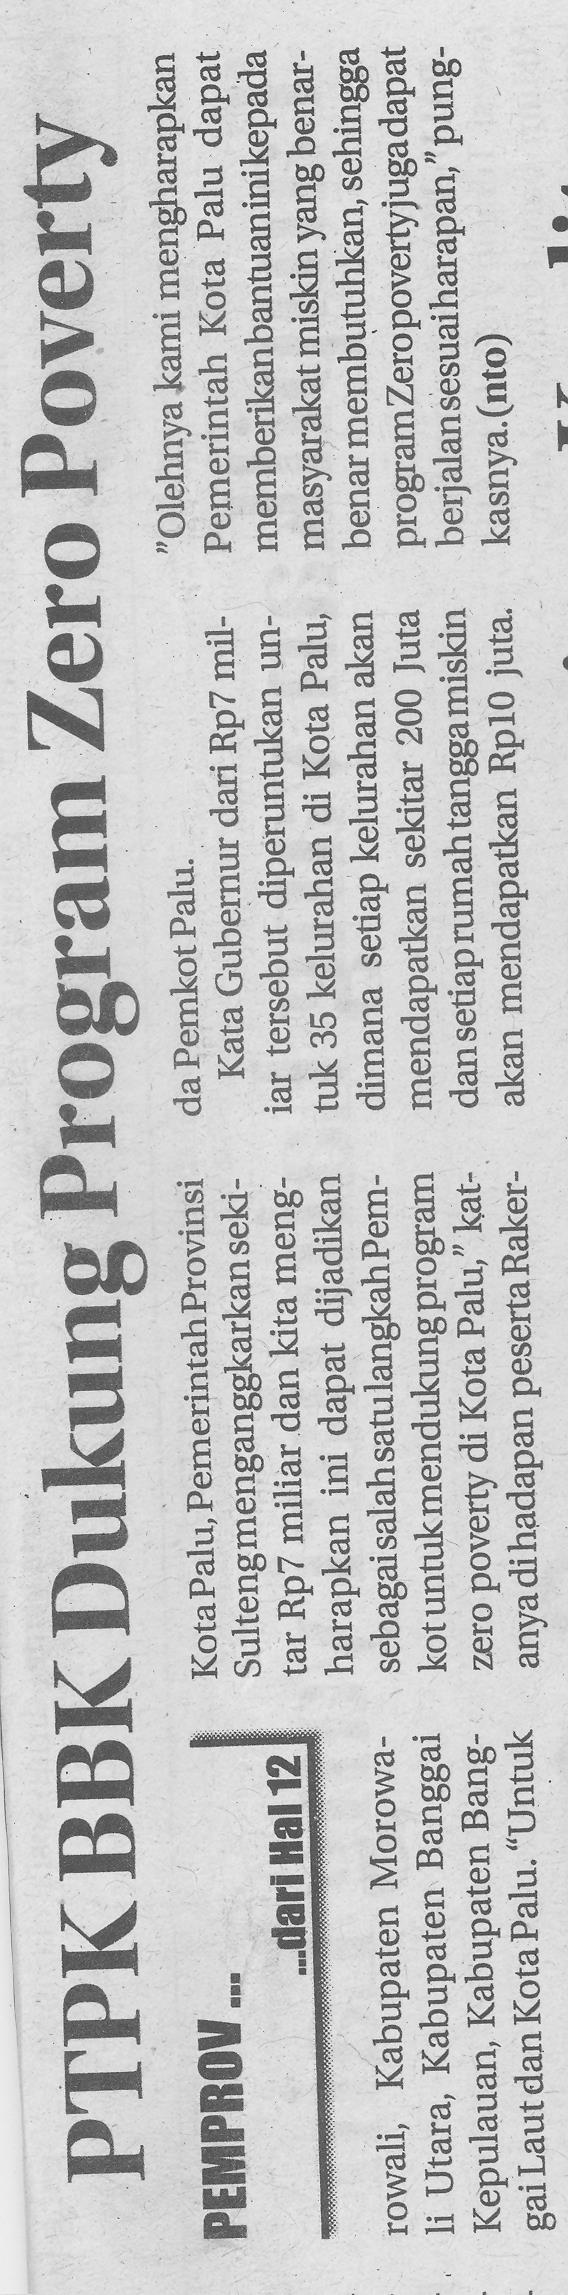 PTPK BBK Dukung Program Zero Poverty
PEMPROV ...
...dari Hal 12
rowali, Kabupaten Morowa-
li Utara, Kabupaten Banggai
Kepulauan, Kabupaten Bang-
gai Laut dan Kota Palu. “Untuk
Kota Palu, Pemerintah Provinsi
Sulteng menganggkarkan seki-
tar Rp7 miliar dan kita meng-
harapkan ini dapat dijadikan
sebagai salah satu langkah Pem-
kot untuk mendukung program
zero poverty di Kota Palu,” kat-
anya di hadapan peserta Raker-
da Pemkot Palu.
Kata Gubernur dari Rp7 mil-
iar tersebut diperuntukan un-
tuk 35 kelurahan di Kota Palu,
dimana setiap kelurahan akan
mendapatkan sekitar 200 Juta
dan setiap rumah tangga miskin
akan mendapatkan Rp10 juta.
”Olehnya kami mengharapkan
Pemerintah Kota Palu dapat
memberikan bantuan ini kepada
masyarakat miskin yang benar-
benar membutuhkan, sehingga
program Zero poverty juga dapat
berjalan sesuai harapan,” pung-
kasnya. (nto)